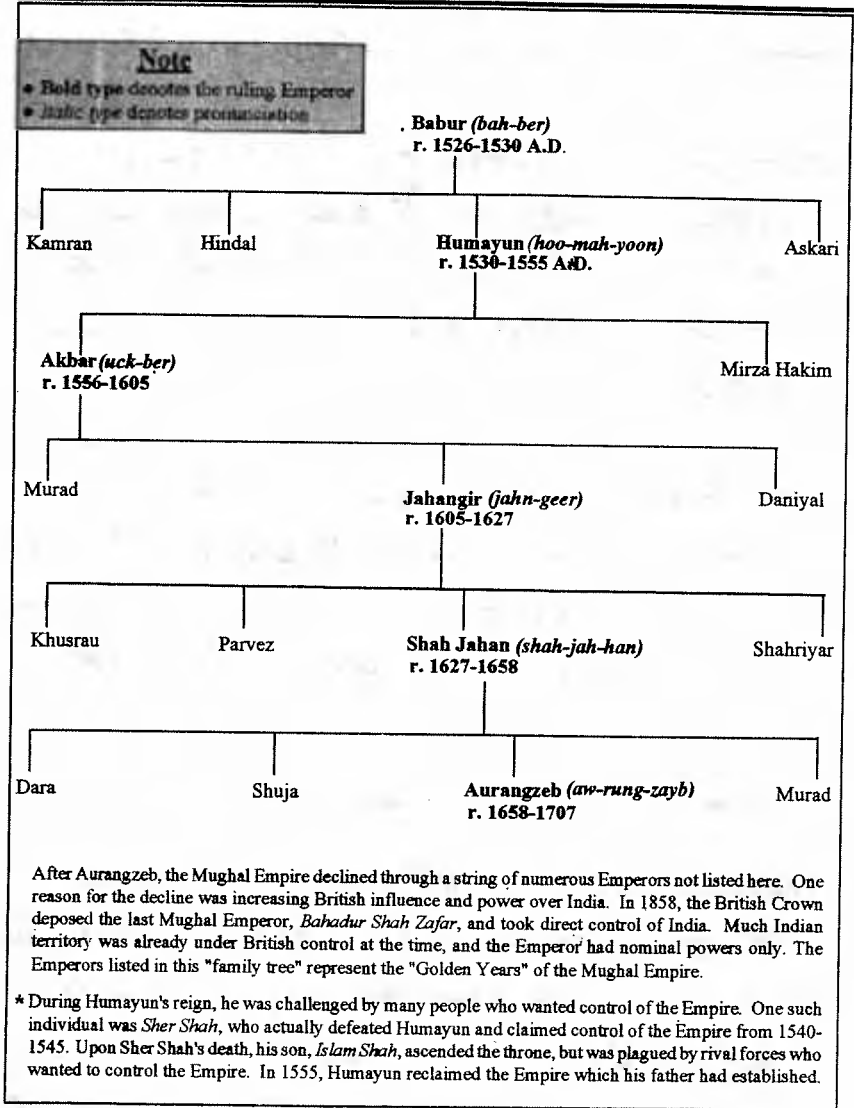 Note
• Bold type denotes the ruling Emperor
• Italic type denotes pronunciation
. Babur (bah-ber)
r. 1526-1530 A.D.
Kamran
Hindal
Humayun (hoo-mah-yoon)
r. 1530-1555 A.D.
Askari
Akbar (uck-ber)
r. 1556-1605
Mirza Hakim
Murad
Jahangir (jahn-geer)
r. 1605-1627
Daniyal
Khusrau
Parvez
Shah Jahan (shah-jah-han)
r. 1627-1658
Shahriyar
Dara
Shuja
Aurangzeb (aw-rung-zayb)
r. 1658-1707
Murad
After Aurangzeb, the Mughal Empire declined through a string of numerous Emperors not listed here. One
reason for the decline was increasing British influence and power over India. In 1858, the British Crown
deposed the last Mughal Emperor, Bahadur Shah Zafar, and took direct control of India. Much Indian
territory was already under British control at the time, and the Emperor had nominal powers only. The
Emperors listed in this "family tree" represent the "Golden Years" of the Mughal Empire.
* During Humayun's reign, he was challenged by many people who wanted control of the Empire. One such
individual was Sher Shah, who actually defeated Humayun and claimed control of the Empire from 1540-
1545. Upon Sher Shah's death, his son, Islam Shah, ascended the throne, but was plagued by rival forces who
wanted to control the Empire. In 1555, Humayun reclaimed the Empire which his father had established.